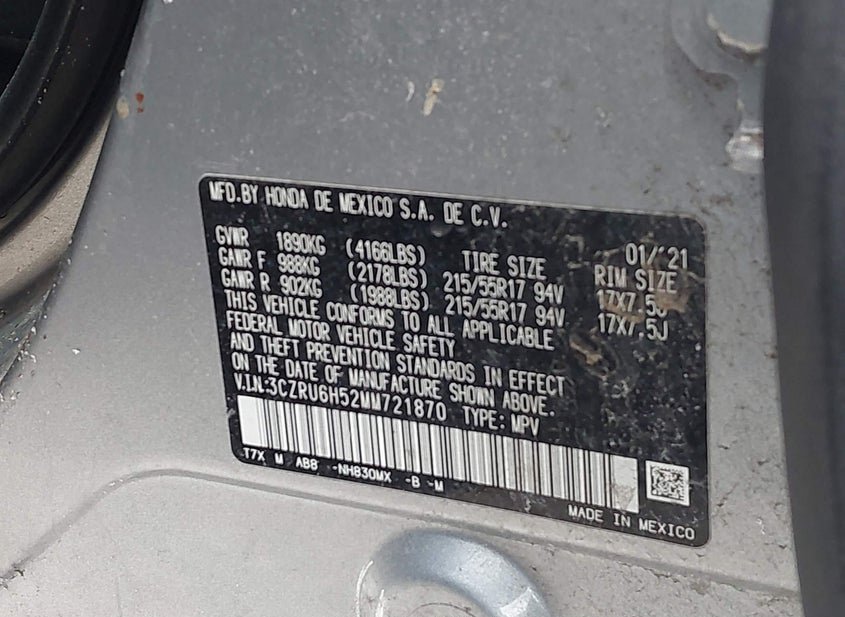 MFD.BY HONDA DE MEXICO S.A. DE C.V.
01/'21
GVWR 1890KG (4166LBS) TIRE SIZE RIM SIZE
GAWR F 988KG (2178LBS) 215/55R17 94V 17X7.5J
GAWR R 902KG (1988LBS) 215/55R17 94V 17X7.5J
THIS VEHICLE CONFORMS TO ALL APPLICABLE
FEDERAL MOTOR VEHICLE SAFETY
AND THEFT PREVENTION STANDARDS IN EFFECT
ON THE DATE OF MANUFACTURE SHOWN ABOVE.
V.I.N:3CZRU6H52MM721870 TYPE: MPV
T7X M AB8 -NH830MX -B -M
MADE IN MEXICO